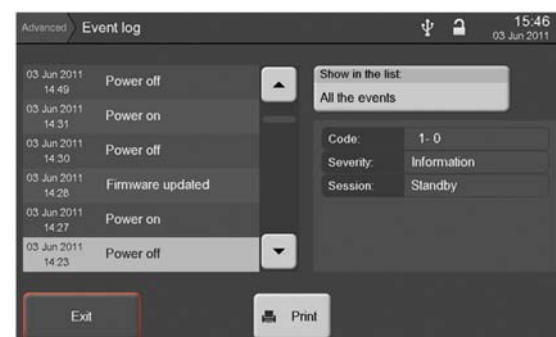 Advanced Event log
15:46
03 Jun 2011
03 Jun 2011
14:49
Power off
03 Jun 2011
14:31
Power on
03 Jun 2011
14:30
Power off
03 Jun 2011
14:28
Firmware updated
03 Jun 2011
14:27
Power on
03 Jun 2011
14:23
Power off
Show in the list:
All the events
Code: 1- 0
Severity: Information
Session: Standby
Exit
Print